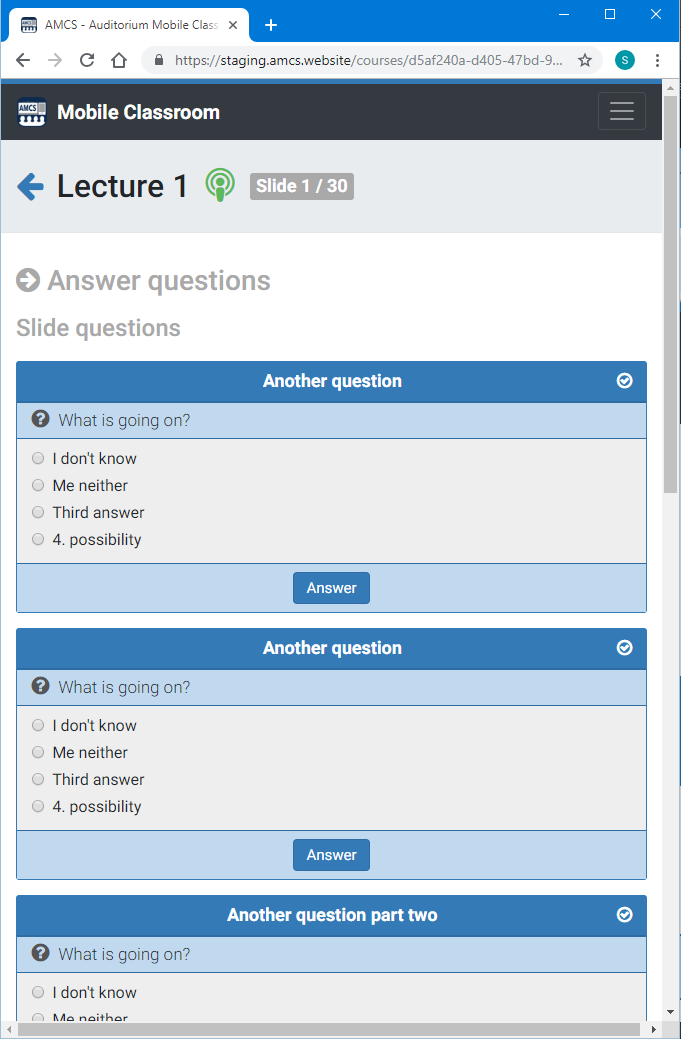 AMCS - Auditorium Mobile Class
https://staging.amcs.website/courses/d5af240a-d405-47bd-9...
S
AMCS
Mobile Classroom
Lecture 1
Slide 1 / 30
Answer questions
Slide questions
Another question
? What is going on?
I don't know
Me neither
Third answer
4. possibility
Answer
Another question
? What is going on?
I don't know
Me neither
Third answer
4. possibility
Answer
Another question part two
? What is going on?
I don't know
Me neither